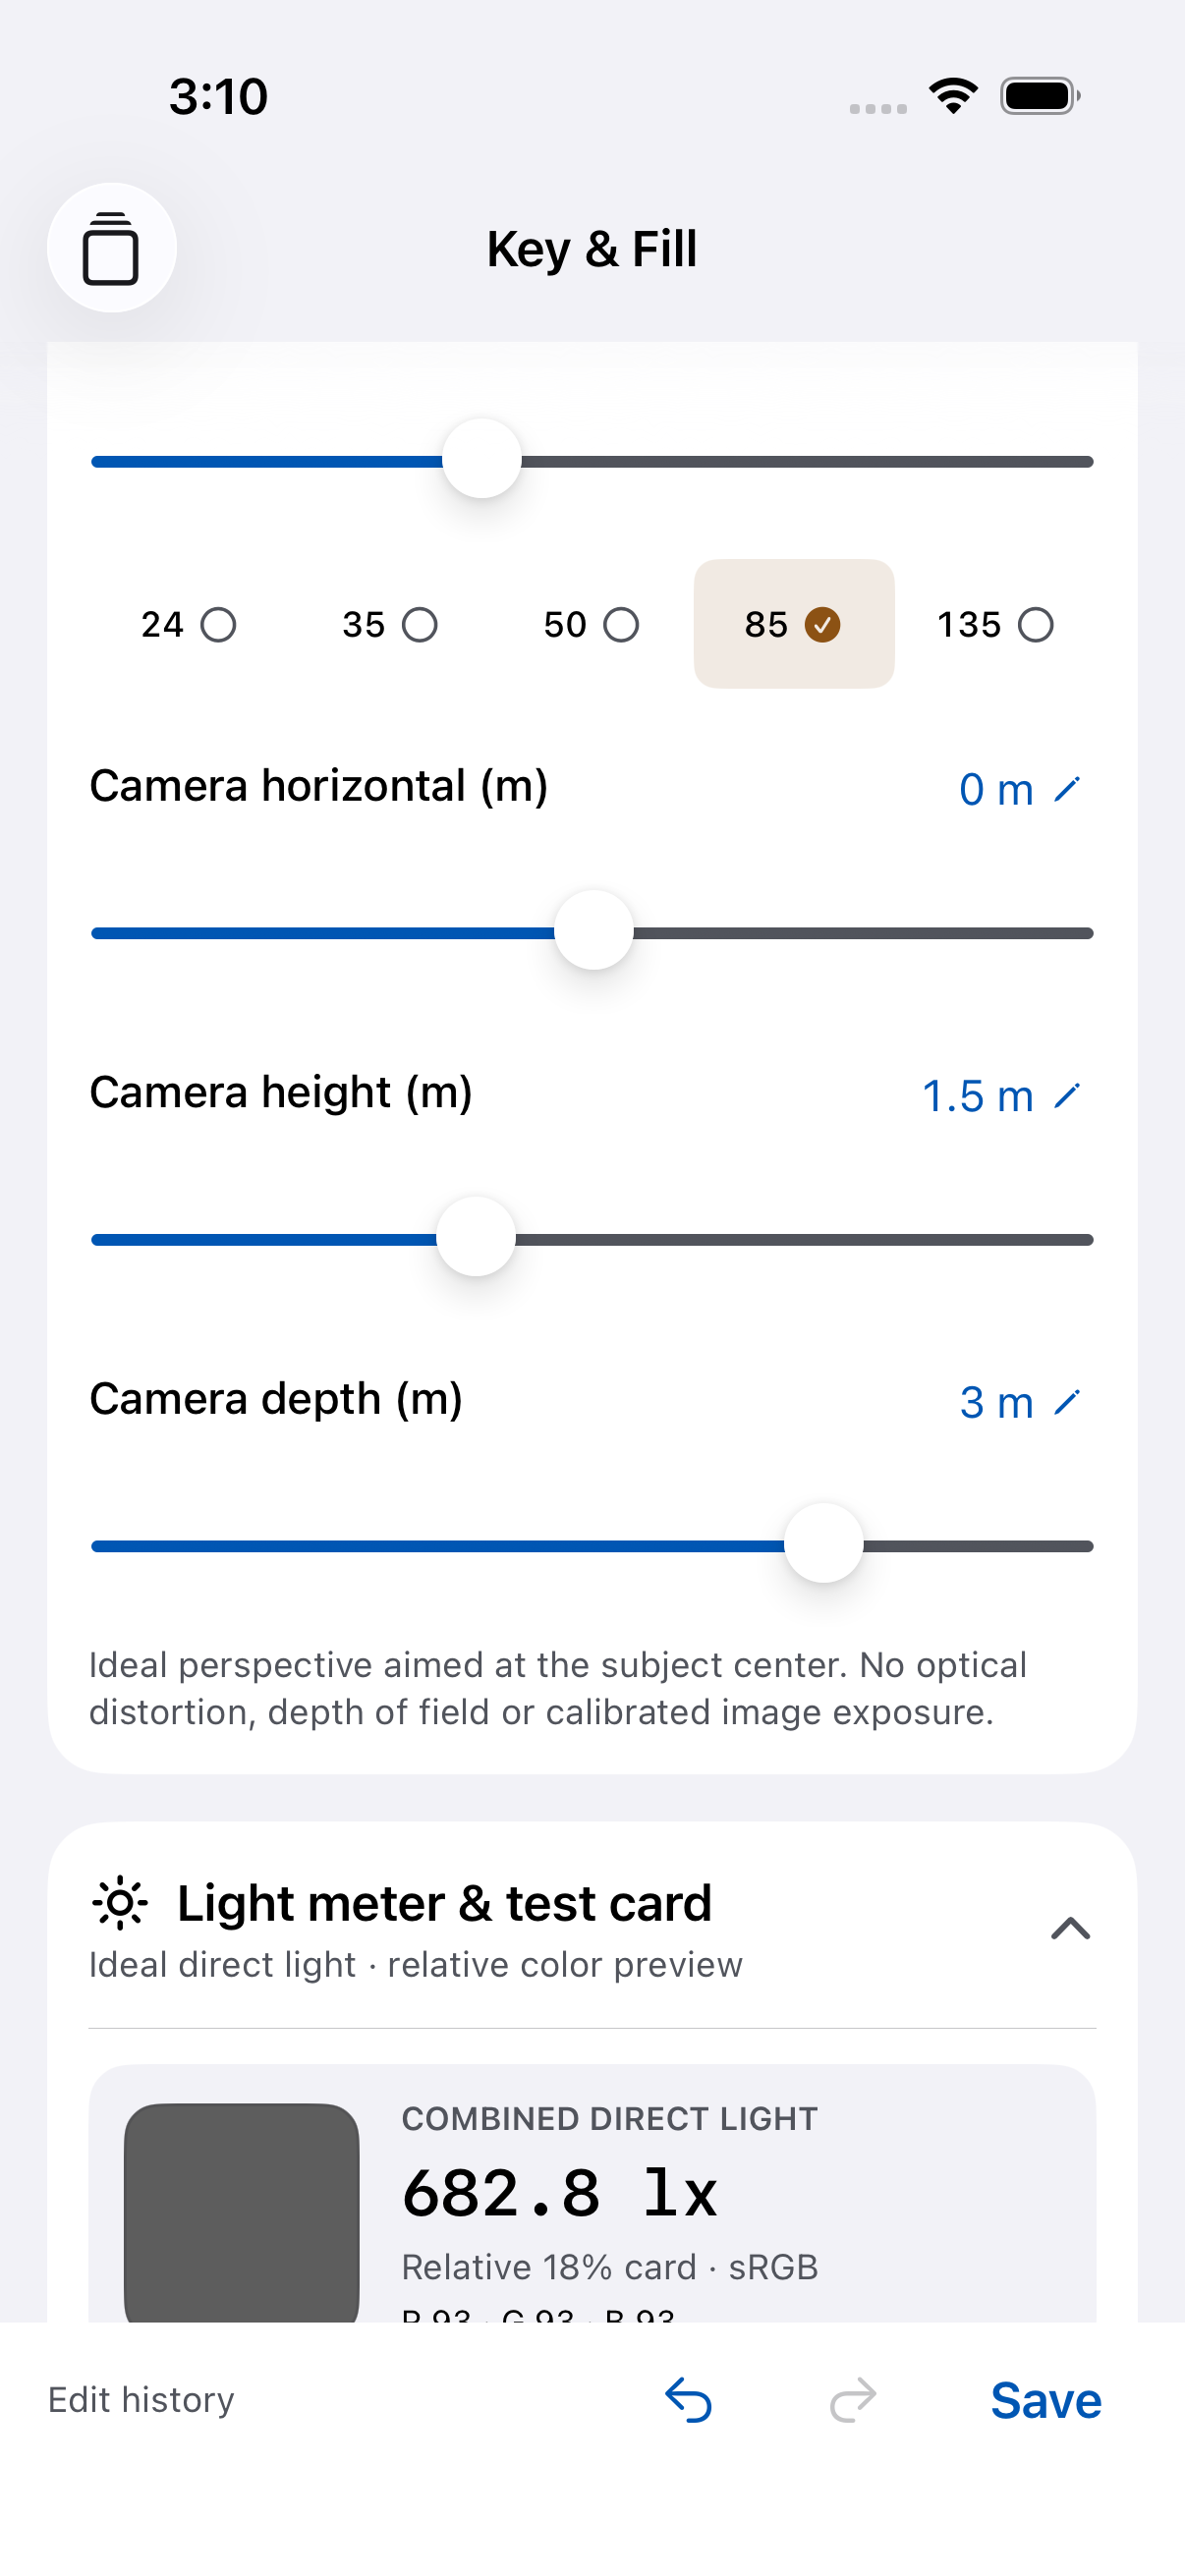 3:10
Key & Fill
24
35
50
85
135
Camera horizontal (m)
0 m
Camera height (m)
1.5 m
Camera depth (m)
3 m
Ideal perspective aimed at the subject center. No optical
distortion, depth of field or calibrated image exposure.
Light meter & test card
Ideal direct light · relative color preview
COMBINED DIRECT LIGHT
682.8 lx
Relative 18% card · sRGB
R 93 · G 93 · B 93
Edit history
Save